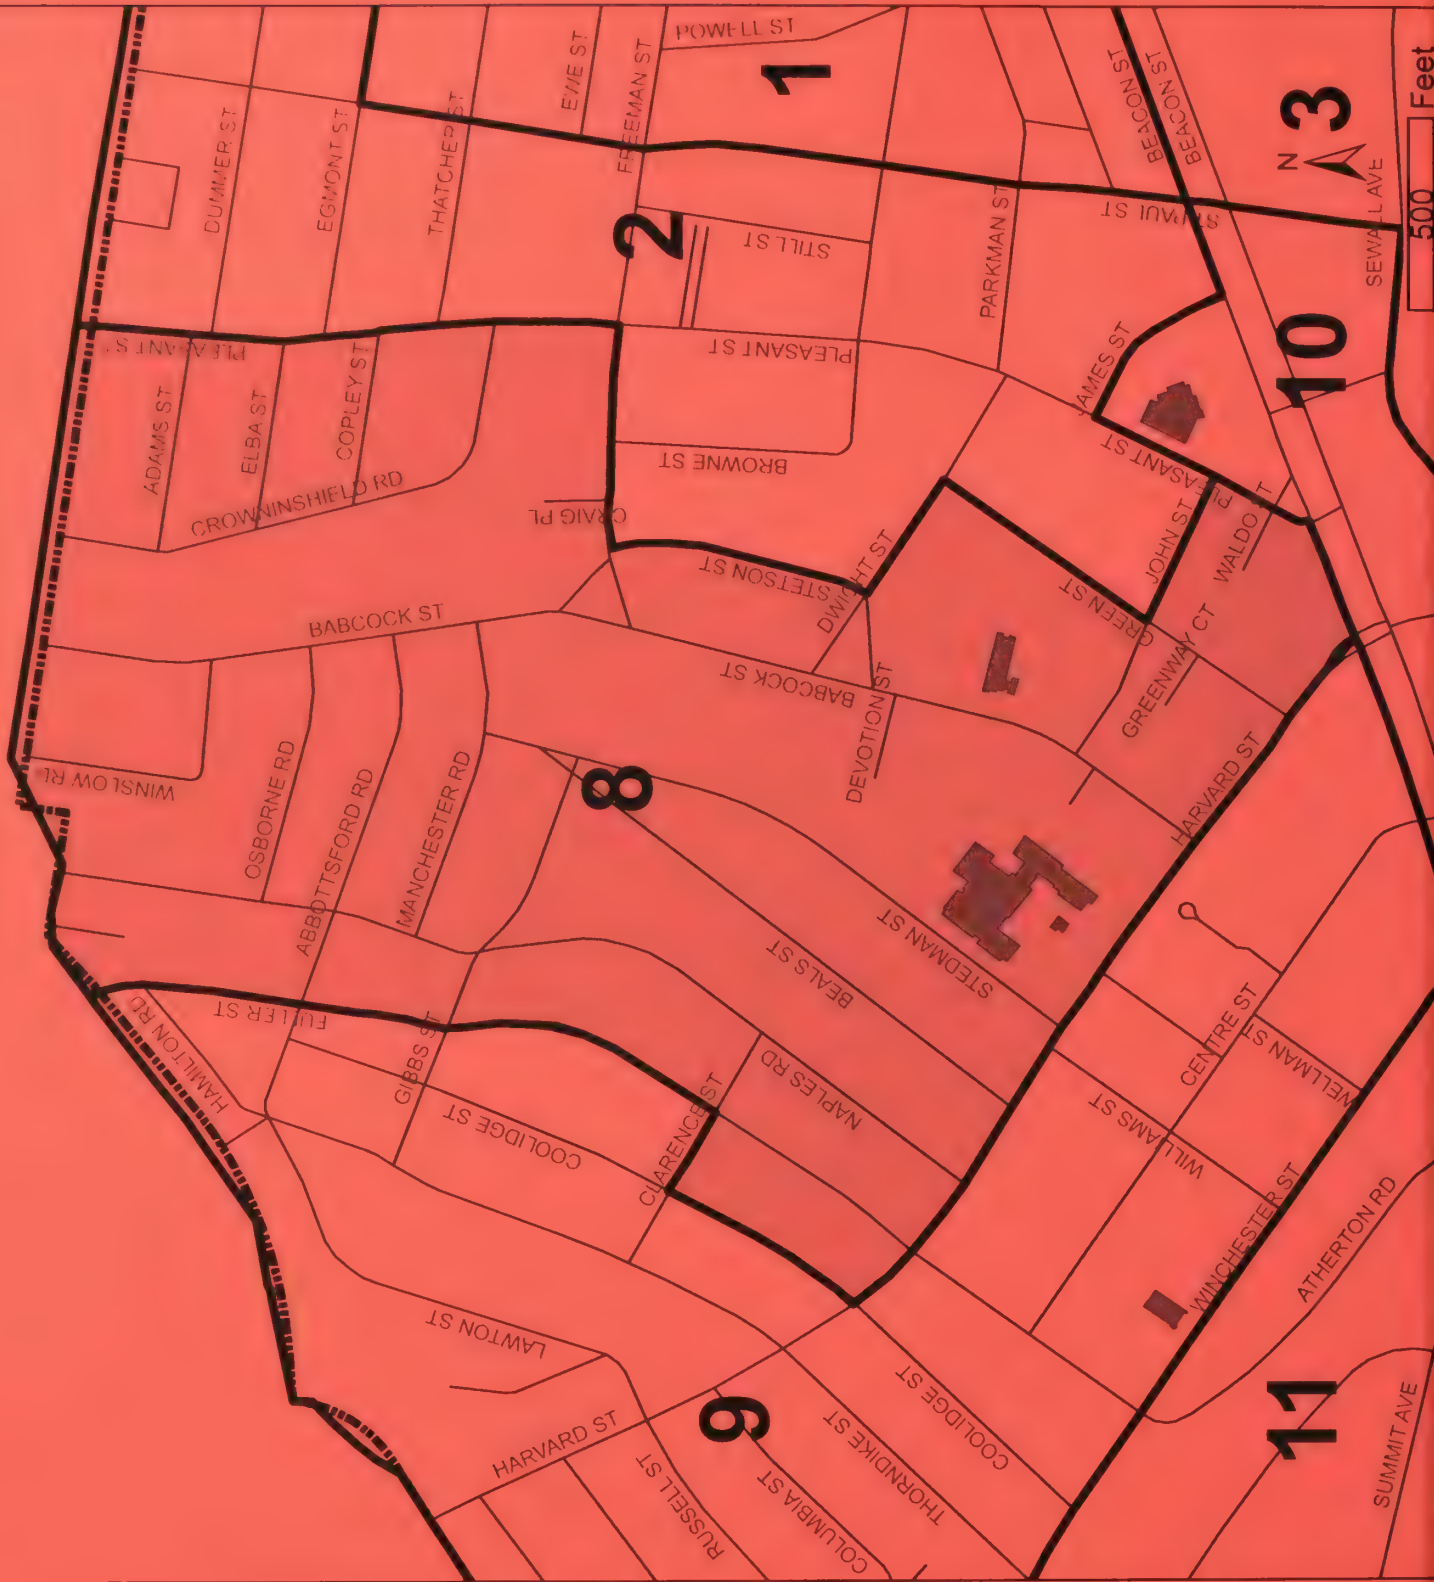 POWELL ST
1
EWE ST
FREEMAN ST
BEACON ST
BEACON ST
3
N
500 Feet
DUMMER ST
EGMONT ST
THATCHER ST
2
STILL ST
PARKMAN ST
ST PAUL ST
SEWALL AVE
PLEASANT ST
ADAMS ST
ELBA ST
COPLEY ST
CROWNINSHIELD RD
PLEASANT ST
BROWNE ST
CRAIG PL
JAMES ST
10
PLEASANT ST
JOHN ST
WALDO ST
BABCOCK ST
STETSON ST
DWIGHT ST
GREEN ST
GREENWAY CT
BABCOCK ST
DEVOTION ST
HARVARD ST
WINSLOW RD
OSBORNE RD
ABBOTTSFORD RD
MANCHESTER RD
8
BEALS ST
STEDMAN ST
FULLER ST
HAMILTON RD
GIBBS ST
COOLIDGE ST
CLARENCE ST
NAPLES RD
CENTRE ST
WELLMAN ST
WILLIAMS ST
WINCHESTER ST
ATHERTON RD
LAWTON ST
HARVARD ST
9
COOLIDGE ST
THORNDIKE ST
COLUMBIA ST
RUSSELL ST
11
SUMMIT AVE